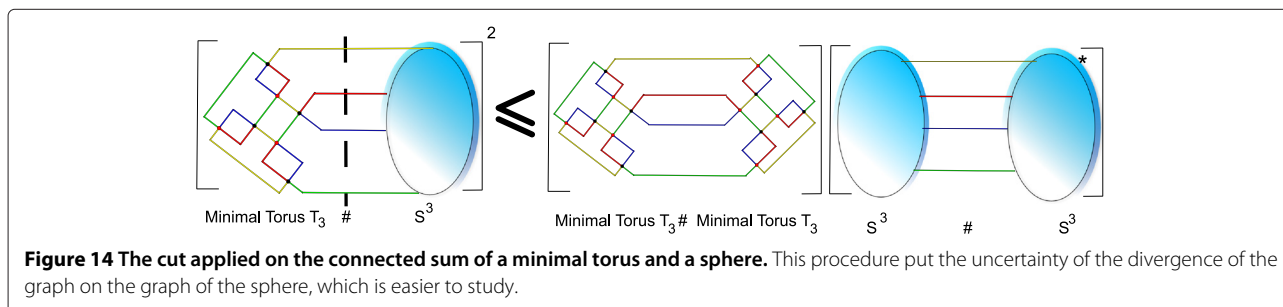 2
≤
*
Minimal Torus T3 # S3
Minimal Torus T3 # Minimal Torus T3
S3 # S3
Figure 14 The cut applied on the connected sum of a minimal torus and a sphere. This procedure put the uncertainty of the divergence of the
graph on the graph of the sphere, which is easier to study.